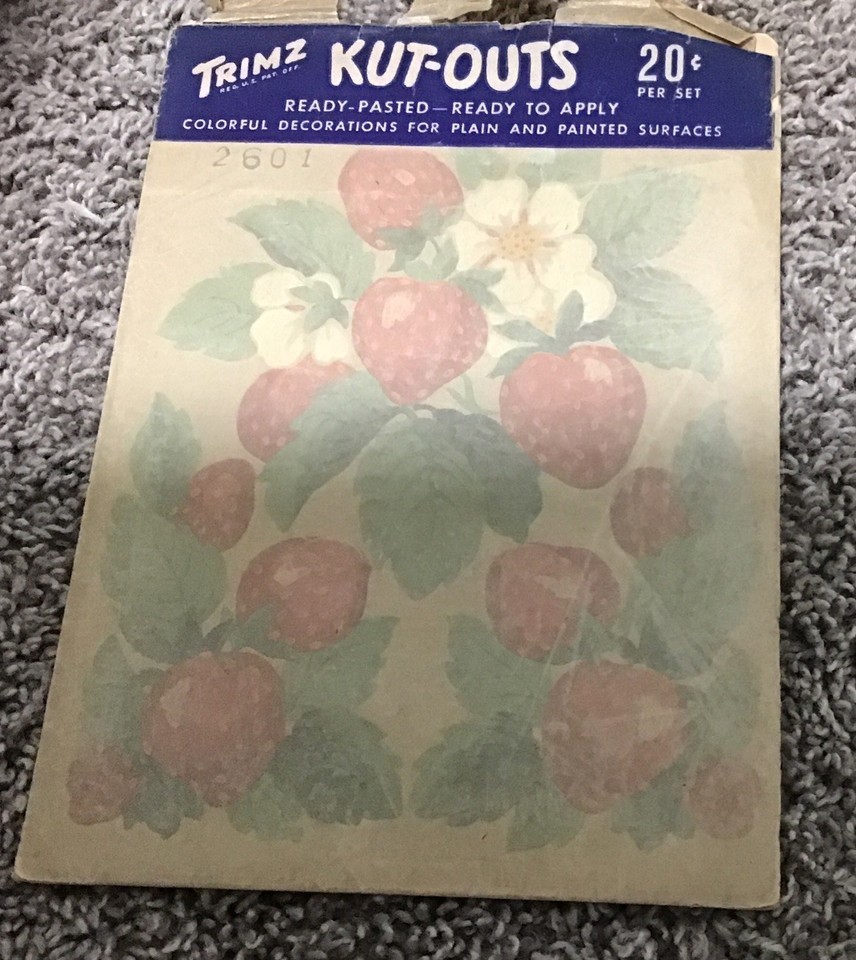 TRIMZ
REG. U.S. PAT. OFF.
KUT-OUTS
20¢
PER SET
READY-PASTED—READY TO APPLY
COLORFUL DECORATIONS FOR PLAIN AND PAINTED SURFACES
2601